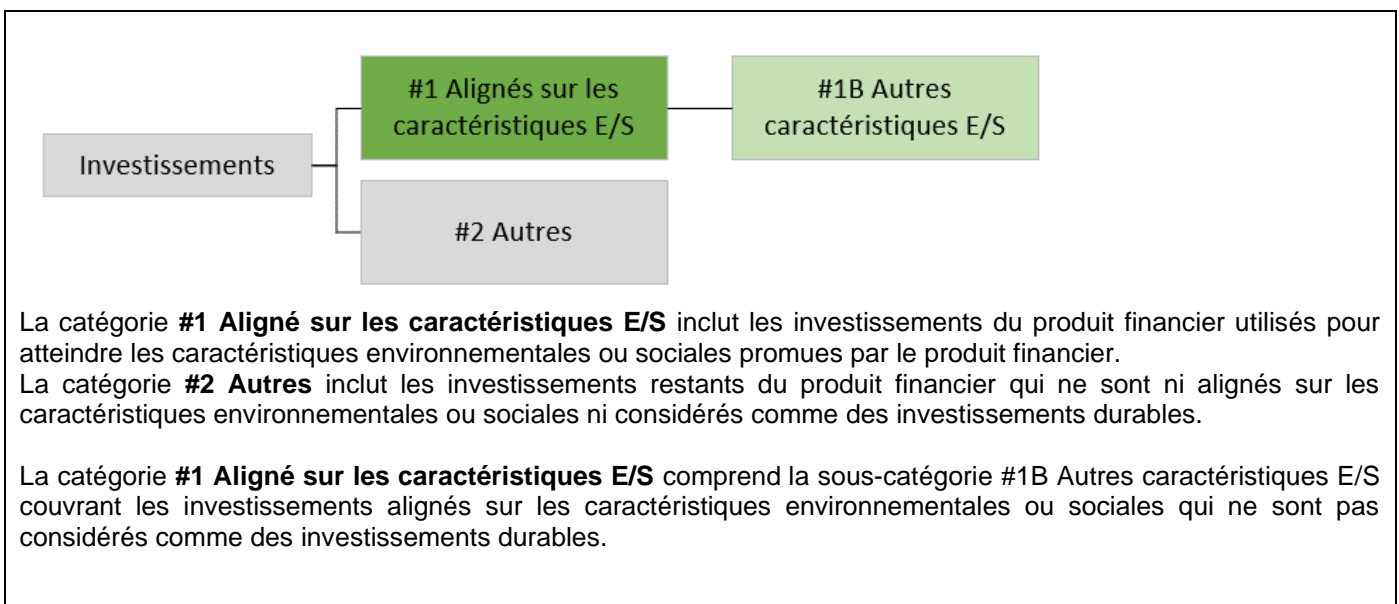 #1 Alignés sur les
caractéristiques E/S
#1B Autres
caractéristiques E/S
Investissements
#2 Autres
La catégorie #1 Aligné sur les caractéristiques E/S inclut les investissements du produit financier utilisés pour
atteindre les caractéristiques environnementales ou sociales promues par le produit financier.
La catégorie #2 Autres inclut les investissements restants du produit financier qui ne sont ni alignés sur les
caractéristiques environnementales ou sociales ni considérés comme des investissements durables.
La catégorie #1 Aligné sur les caractéristiques E/S comprend la sous-catégorie #1B Autres caractéristiques E/S
couvrant les investissements alignés sur les caractéristiques environnementales ou sociales qui ne sont pas
considérés comme des investissements durables.